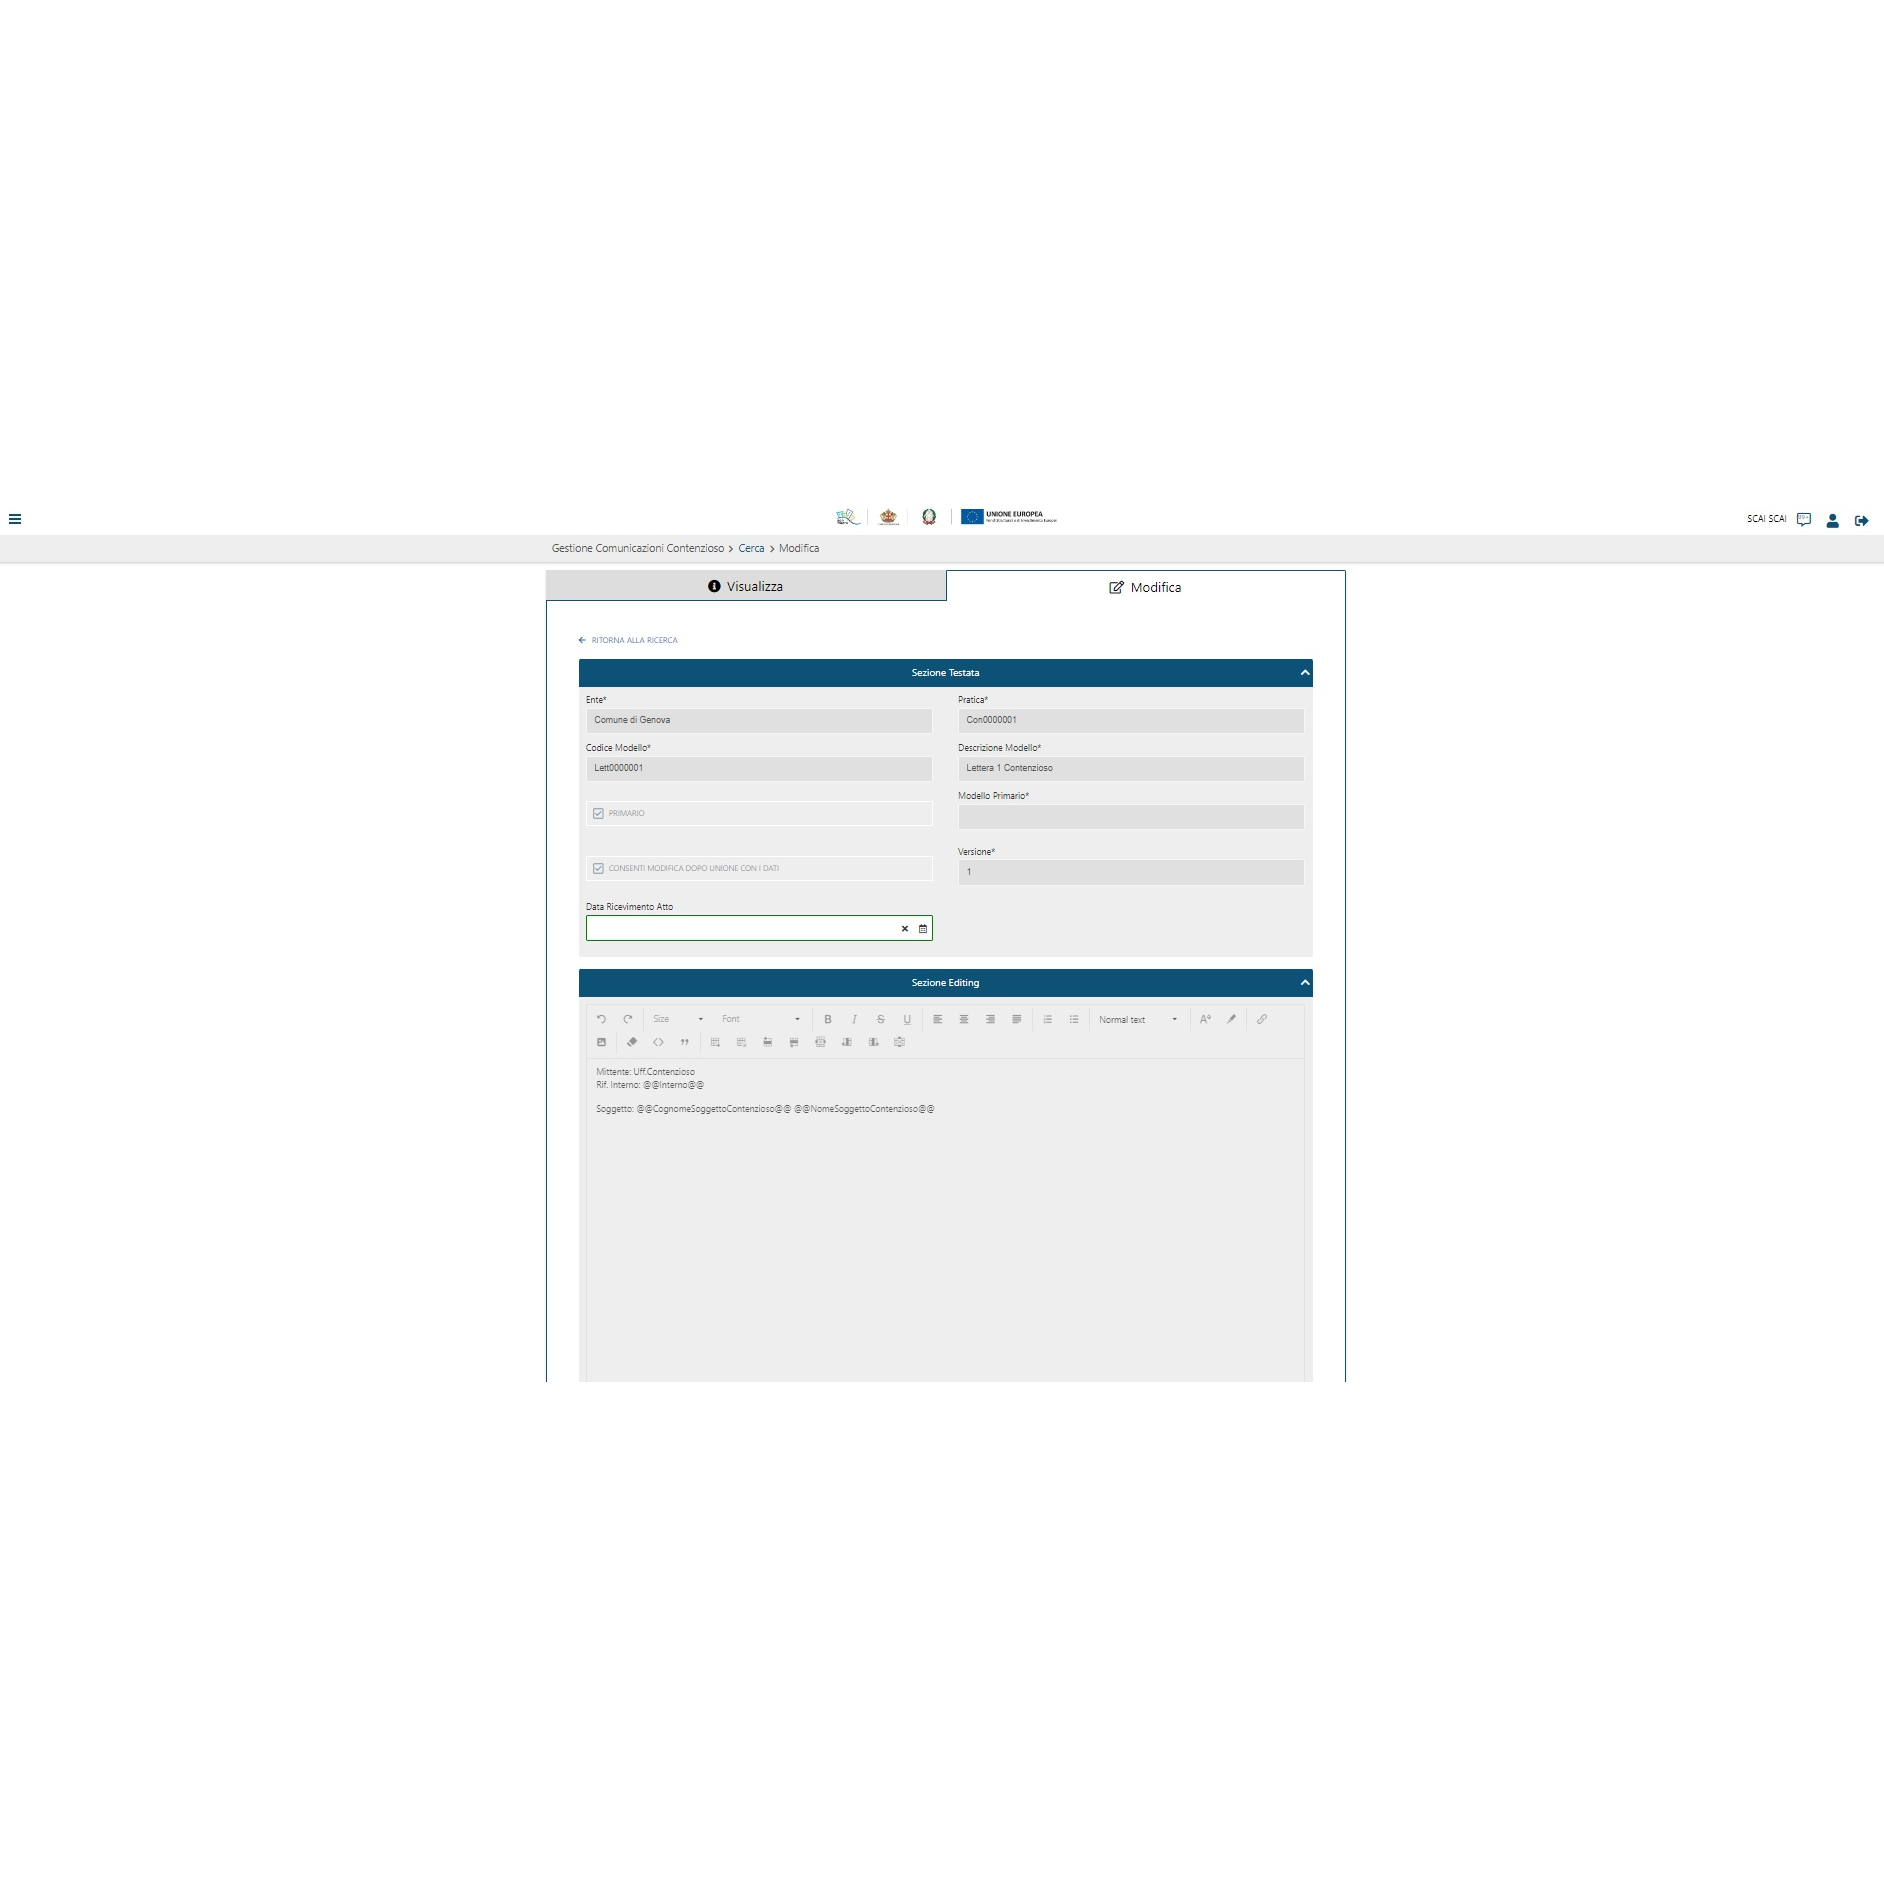 UNIONE EUROPEA
SCAI SCAI
Gestione Comunicazioni Contenzioso > Cerca > Modifica
Visualizza
Modifica
RITORNA ALLA RICERCA
Sezione Testata
Ente*
Pratica*
Comune di Genova
Con0000001
Codice Modello*
Descrizione Modello*
Lett0000001
Lettera 1 Contenzioso
Modello Primario*
PRIMARIO
Versione*
CONSENTI MODIFICA DOPO UNIONE CON I DATI
1
Data Ricevimento Atto
Sezione Editing
Size
Font
Normal text
Mittente: Uff.Contenzioso
Rif. Interno: @@Interno@@
Soggetto: @@CognomeSoggettoContenzioso@@ @@NomeSoggettoContenzioso@@